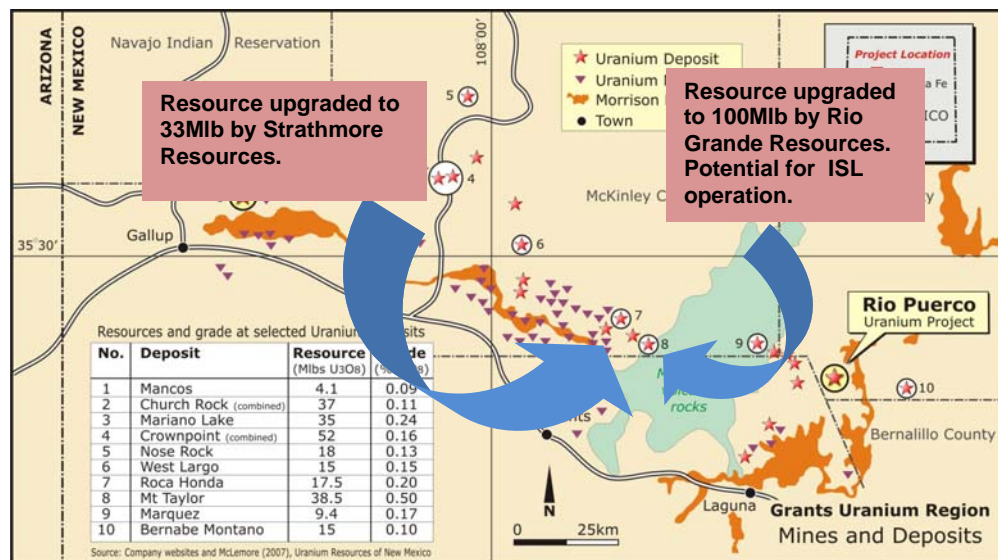 ARIZONA
NEW MEXICO
Navajo Indian Reservation
108°00'
35°30'
Resource upgraded to
33Mlb by Strathmore
Resources.
Resource upgraded
to 100Mlb by Rio
Grande Resources.
Potential for ISL
operation.
Uranium Deposit
Uranium
Morrison
Town
Project Location
a Fe
ICO
McKinley
Gallup
5
4
6
7
8
9
10
Rio Puerco
Uranium Project
rocks
nts
Bernalillo County
Laguna
N
0 25km
Grants Uranium Region
Mines and Deposits
Resources and grade at selected Uranium
No. Deposit Resource
(Mlbs U3O8)
1 Mancos 4.1 0.09
2 Church Rock (combined) 37 0.11
3 Mariano Lake 35 0.24
4 Crownpoint (combined) 52 0.16
5 Nose Rock 18 0.13
6 West Largo 15 0.15
7 Roca Honda 17.5 0.20
8 Mt Taylor 38.5 0.50
9 Marquez 9.4 0.17
10 Bernabe Montano 15 0.10
Source: Company websites and McLemore (2007), Uranium Resources of New Mexico